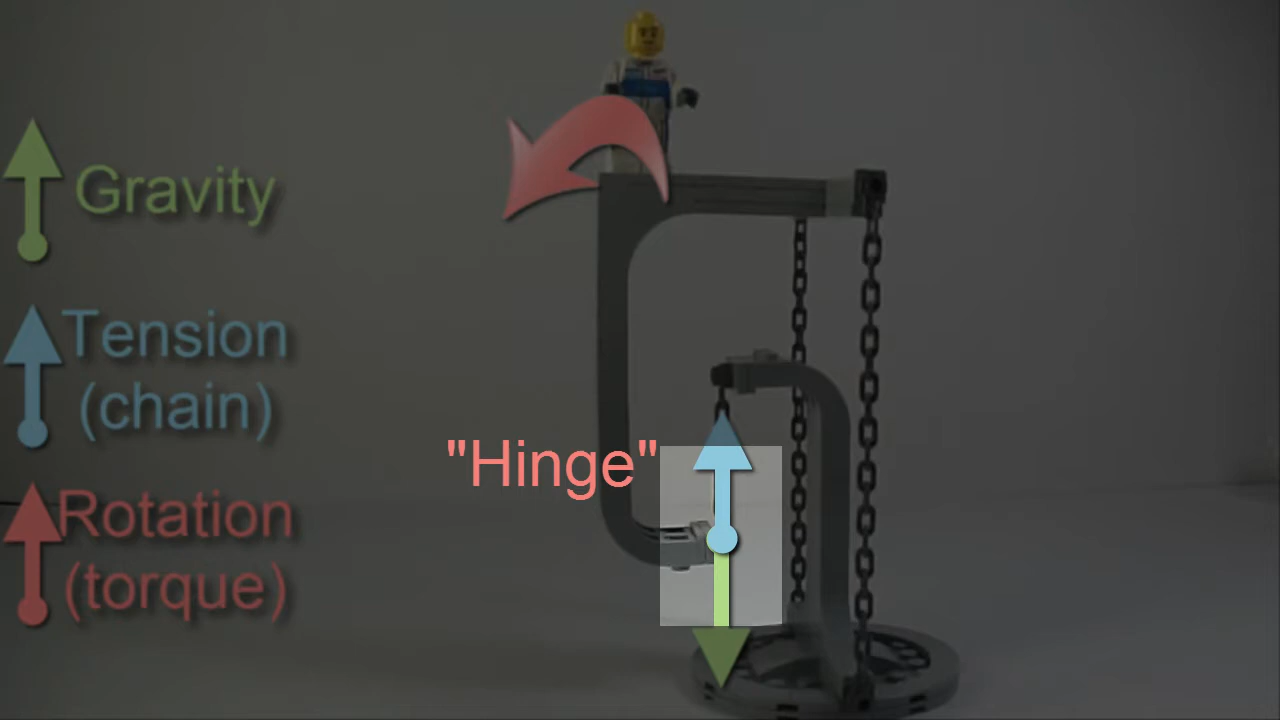 Gravity
Tension
(chain)
"Hinge"
Rotation
(torque)